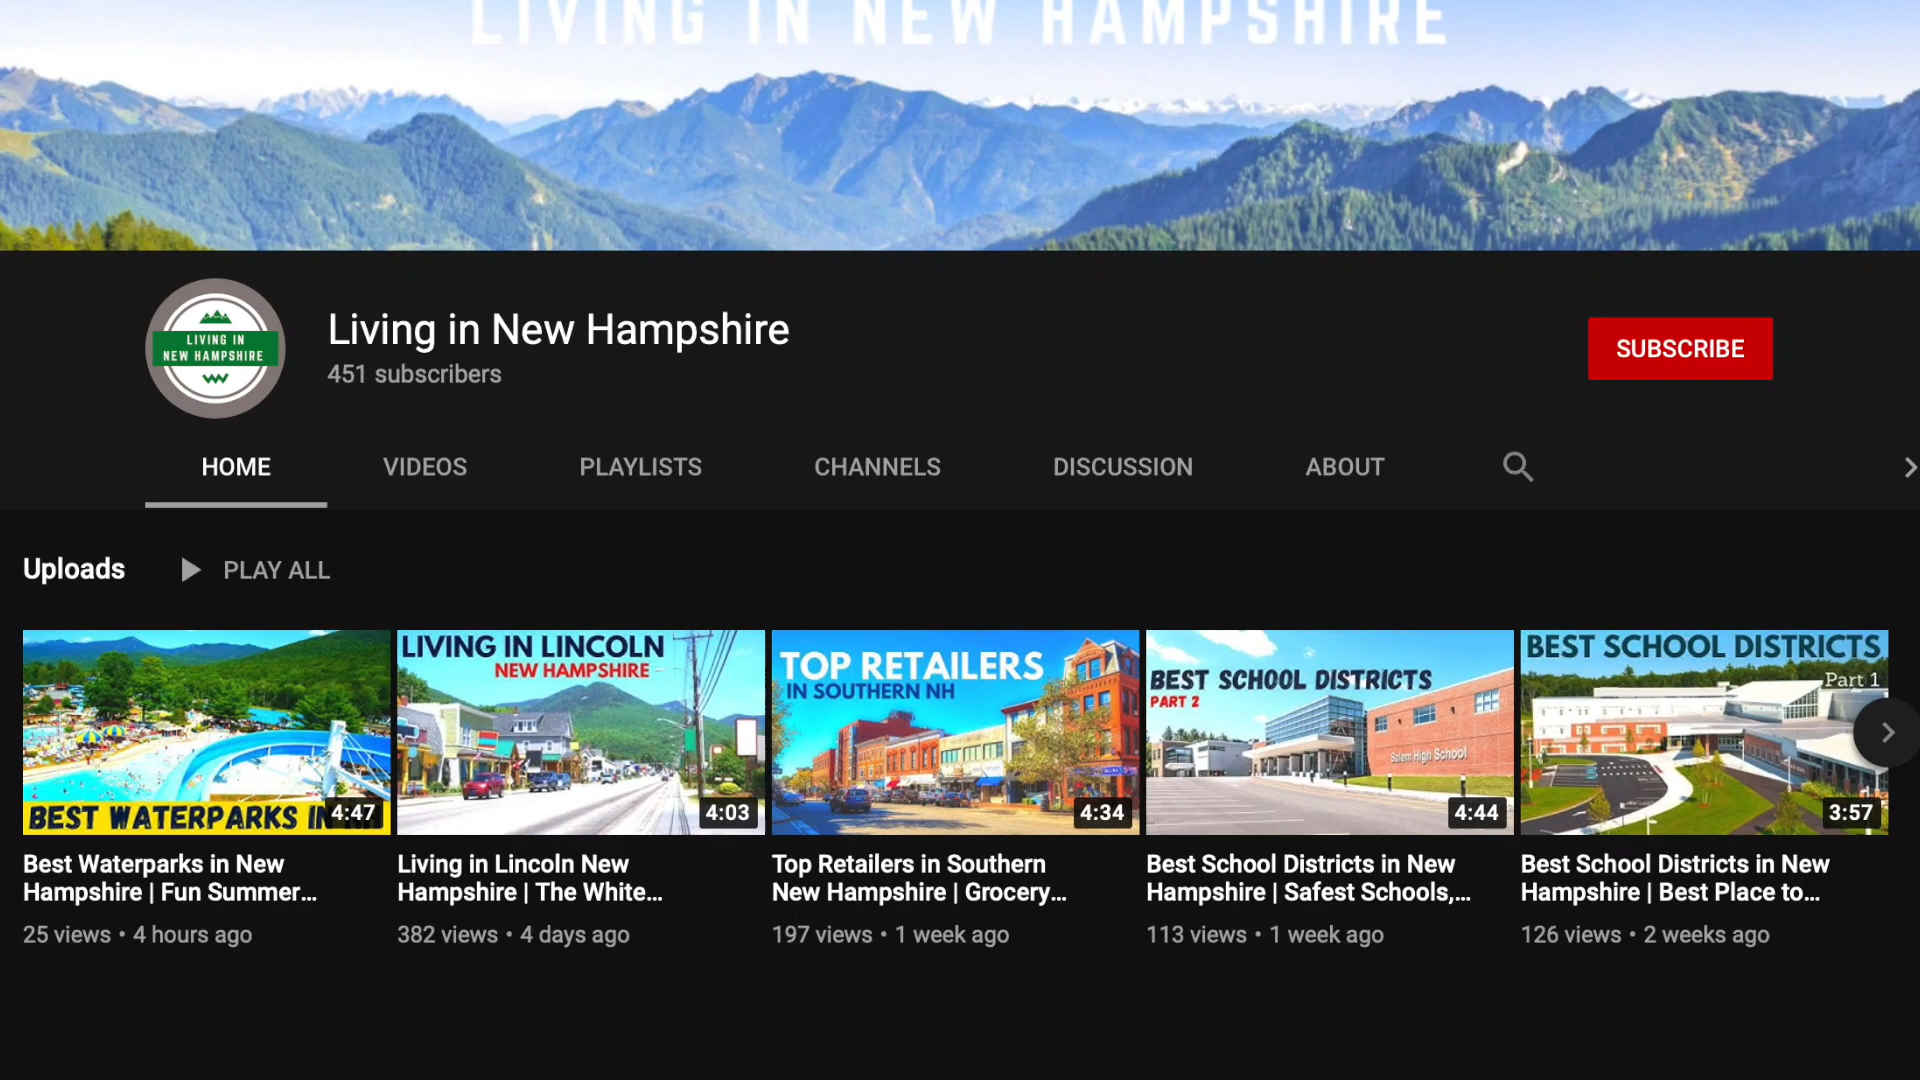 LIVING IN NEW HAMPSHIRE
LIVING IN
NEW HAMPSHIRE
Living in New Hampshire
451 subscribers
SUBSCRIBE
HOME
VIDEOS
PLAYLISTS
CHANNELS
DISCUSSION
ABOUT
Uploads
PLAY ALL
BEST WATERPARKS IN
4:47
Best Waterparks in New
Hampshire | Fun Summer...
25 views • 4 hours ago
LIVING IN LINCOLN
NEW HAMPSHIRE
4:03
Living in Lincoln New
Hampshire | The White...
382 views • 4 days ago
TOP RETAILERS
IN SOUTHERN NH
4:34
Top Retailers in Southern
New Hampshire | Grocery...
197 views • 1 week ago
BEST SCHOOL DISTRICTS
PART 2
Salem High School
4:44
Best School Districts in New
Hampshire | Safest Schools,...
113 views • 1 week ago
BEST SCHOOL DISTRICTS
Part 1
3:57
Best School Districts in New
Hampshire | Best Place to...
126 views • 2 weeks ago